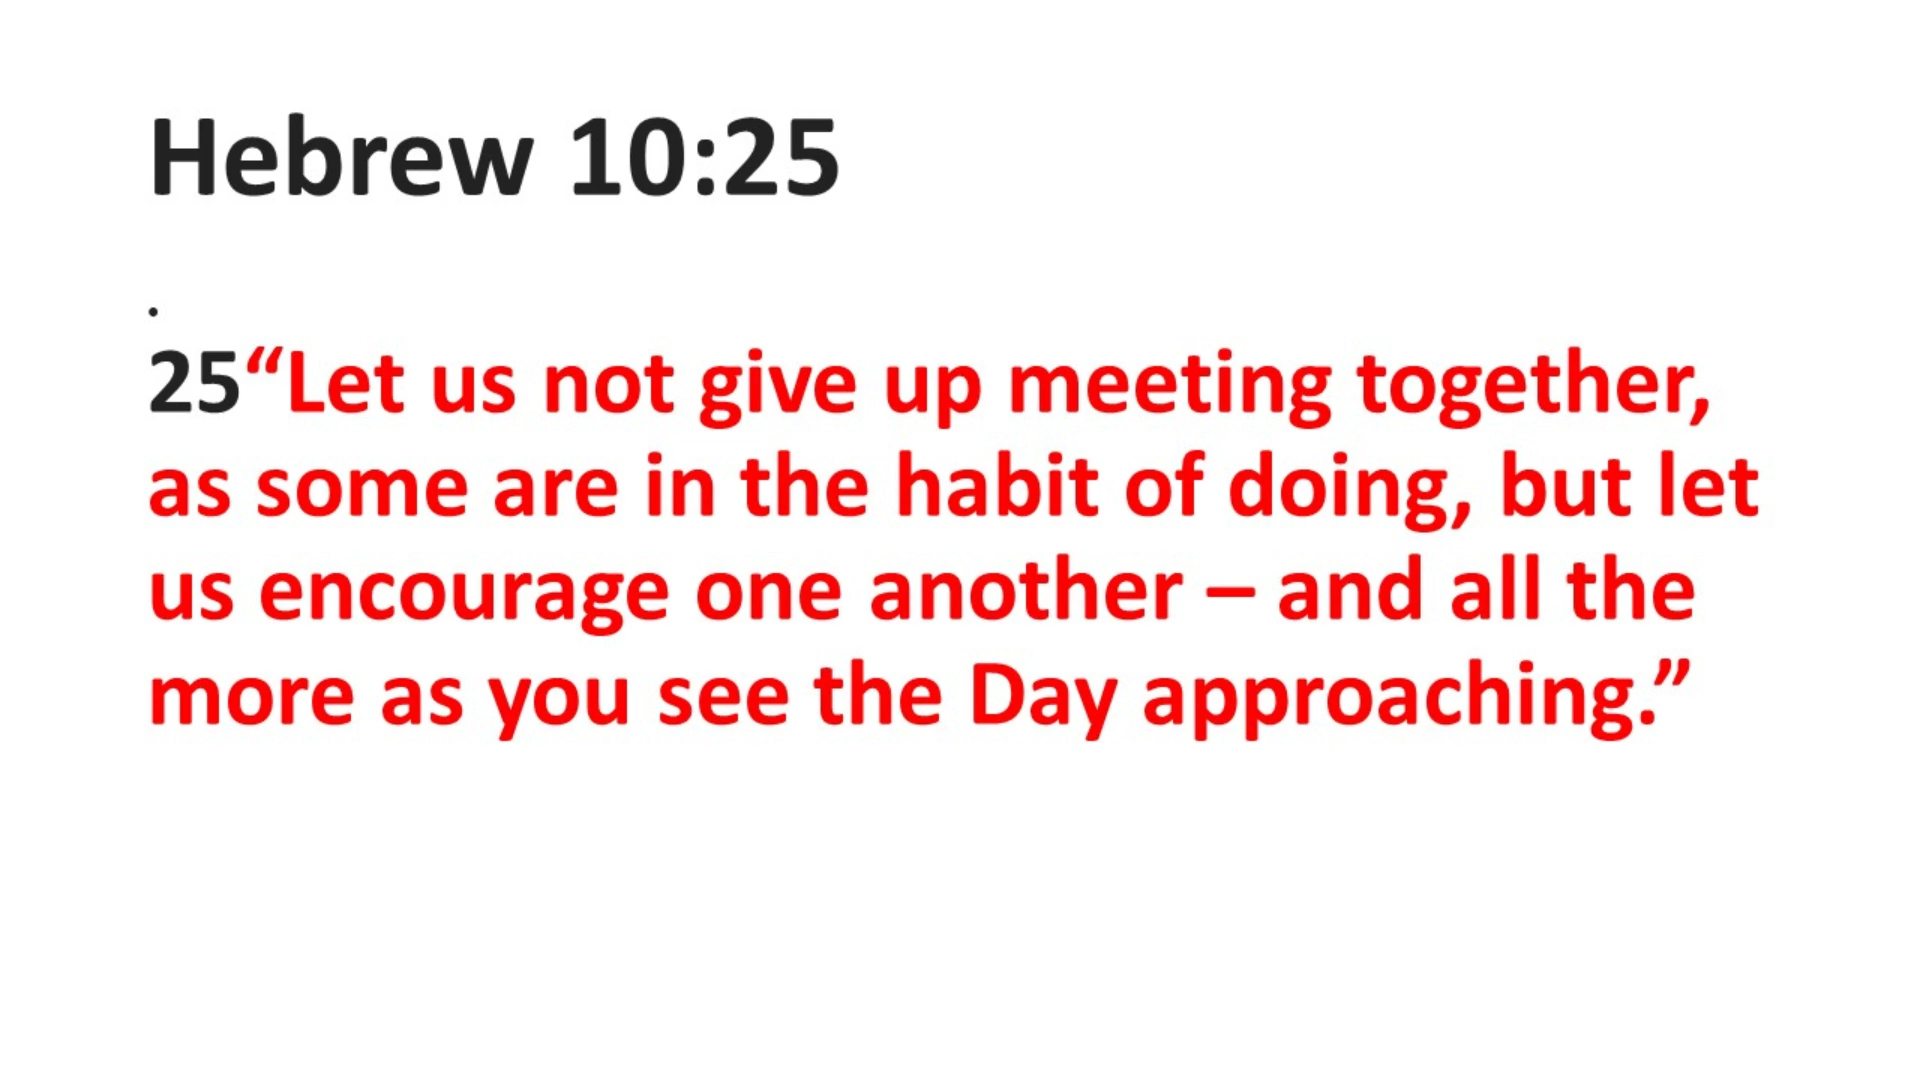 Hebrew 10:25
•
25“Let us not give up meeting together,
as some are in the habit of doing, but let
us encourage one another – and all the
more as you see the Day approaching.”